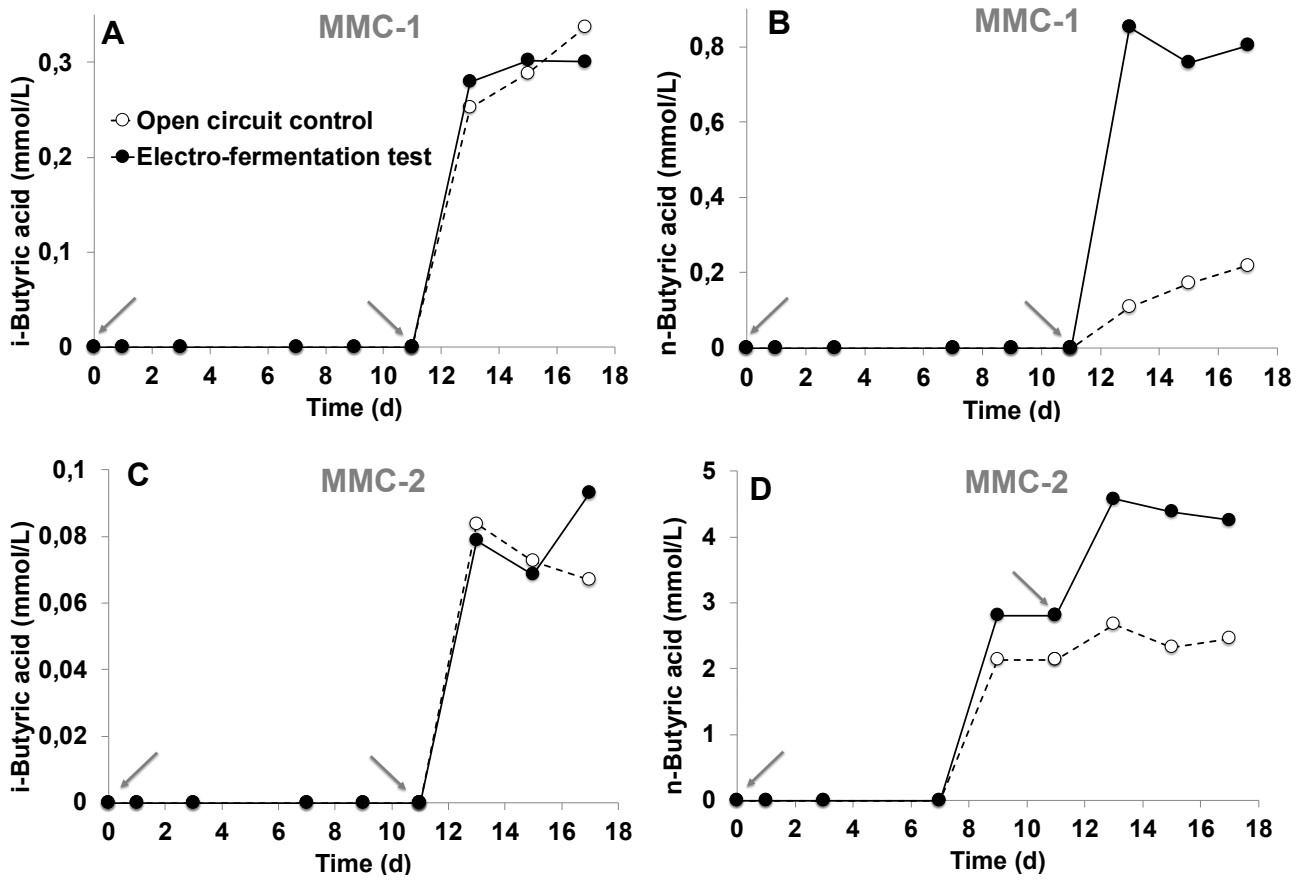 A
MMC-1
i-Butyric acid (mmol/L)
0,3
0,2
0,1
0
Open circuit control
Electro-fermentation test
0 2 4 6 8 10 12 14 16 18
Time (d)
B
MMC-1
n-Butyric acid (mmol/L)
0,8
0,6
0,4
0,2
0
0 2 4 6 8 10 12 14 16 18
Time (d)
C
MMC-2
i-Butyric acid (mmol/L)
0,1
0,08
0,06
0,04
0,02
0
0 2 4 6 8 10 12 14 16 18
Time (d)
D
MMC-2
n-Butyric acid (mmol/L)
5
4
3
2
1
0
0 2 4 6 8 10 12 14 16 18
Time (d)